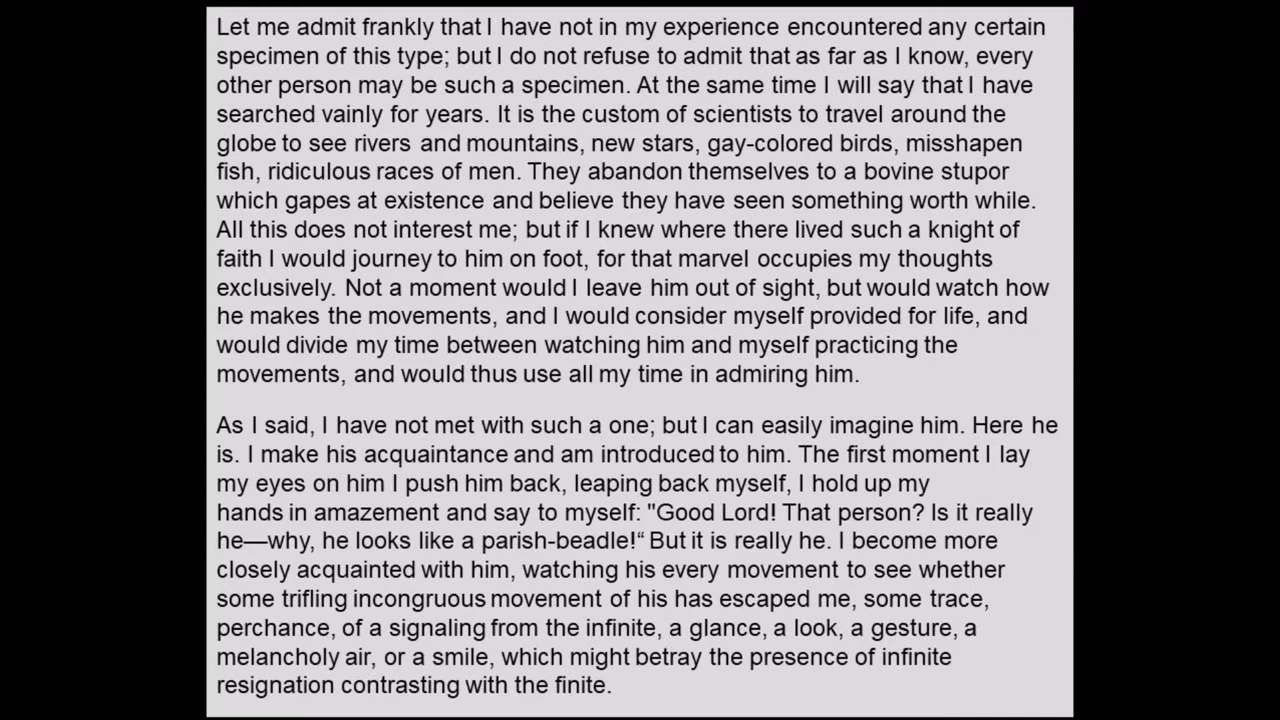 Let me admit frankly that I have not in my experience encountered any certain
specimen of this type; but I do not refuse to admit that as far as I know, every
other person may be such a specimen. At the same time I will say that I have
searched vainly for years. It is the custom of scientists to travel around the
globe to see rivers and mountains, new stars, gay-colored birds, misshapen
fish, ridiculous races of men. They abandon themselves to a bovine stupor
which gapes at existence and believe they have seen something worth while.
All this does not interest me; but if I knew where there lived such a knight of
faith I would journey to him on foot, for that marvel occupies my thoughts
exclusively. Not a moment would I leave him out of sight, but would watch how
he makes the movements, and I would consider myself provided for life, and
would divide my time between watching him and myself practicing the
movements, and would thus use all my time in admiring him.
As I said, I have not met with such a one; but I can easily imagine him. Here he
is. I make his acquaintance and am introduced to him. The first moment I lay
my eyes on him I push him back, leaping back myself, I hold up my
hands in amazement and say to myself: "Good Lord! That person? Is it really
he—why, he looks like a parish-beadle!“ But it is really he. I become more
closely acquainted with him, watching his every movement to see whether
some trifling incongruous movement of his has escaped me, some trace,
perchance, of a signaling from the infinite, a glance, a look, a gesture, a
melancholy air, or a smile, which might betray the presence of infinite
resignation contrasting with the finite.